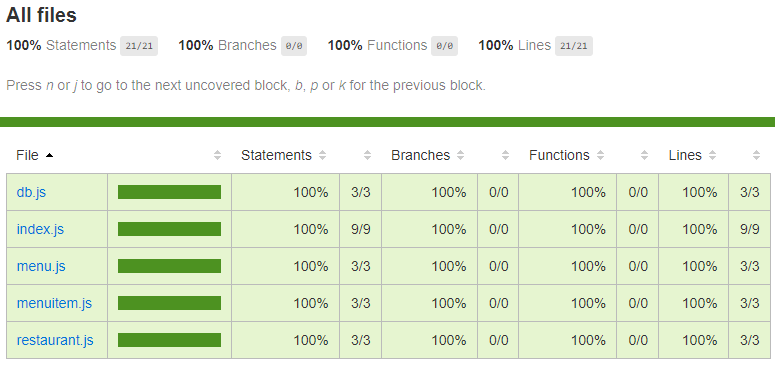 All files
100% Statements 21/21 100% Branches 0/0 100% Functions 0/0 100% Lines 21/21
Press n or j to go to the next uncovered block, b, p or k for the previous block.
File Statements Branches Functions Lines
db.js 100% 3/3 100% 0/0 100% 0/0 100% 3/3
index.js 100% 9/9 100% 0/0 100% 0/0 100% 9/9
menu.js 100% 3/3 100% 0/0 100% 0/0 100% 3/3
menuitem.js 100% 3/3 100% 0/0 100% 0/0 100% 3/3
restaurant.js 100% 3/3 100% 0/0 100% 0/0 100% 3/3